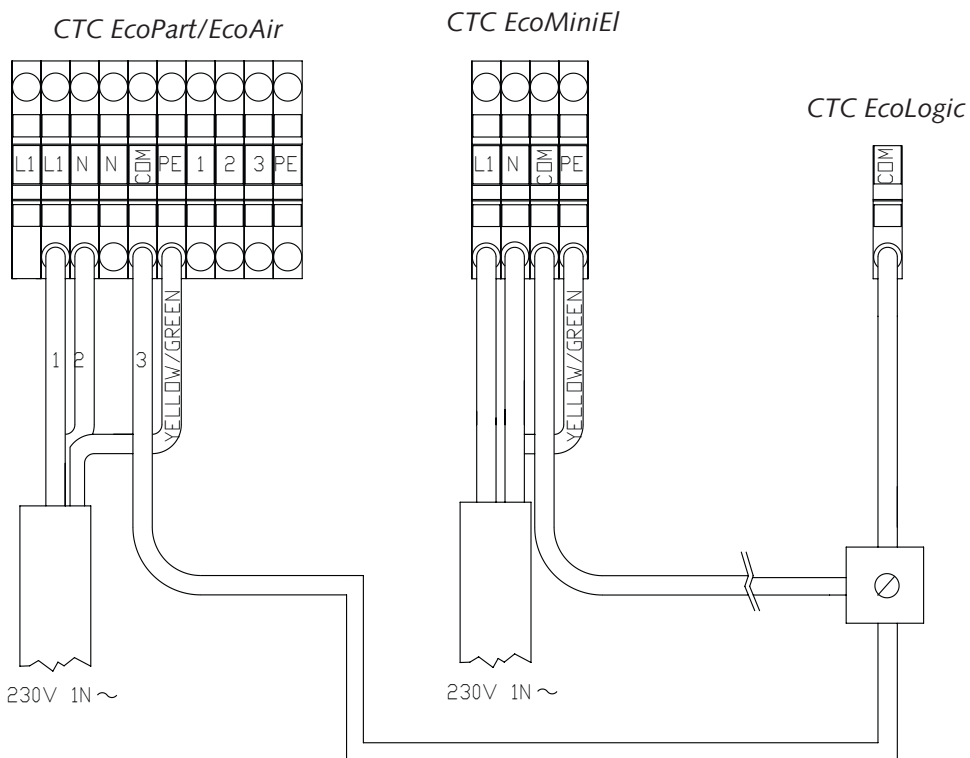 CTC EcoPart/EcoAir
CTC EcoMiniEl
CTC EcoLogic
L1 L1 N N COM PE 1 2 3 PE
L1 N COM PE
COM
1 2 3 YELLOW/GREEN
YELLOW/GREEN
230V 1N ~
230V 1N ~